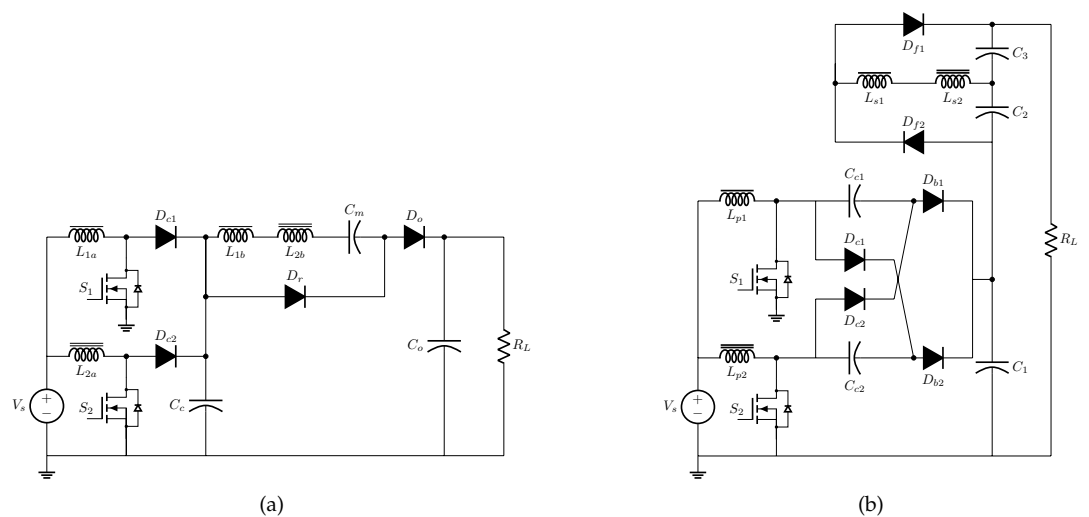 D_{f1}
C_3
L_{s1}
L_{s2}
C_2
D_{f2}
C_{c1}
D_{b1}
L_{p1}
D_{c1}
S_1
D_{c2}
R_L
L_{p2}
C_{c2}
D_{b2}
C_1
V_s
+
−
S_2
D_{c1}
C_m
D_o
L_{1a}
L_{1b}
L_{2b}
S_1
D_r
D_{c2}
L_{2a}
C_o
R_L
V_s
+
−
S_2
C_c
(a)
(b)